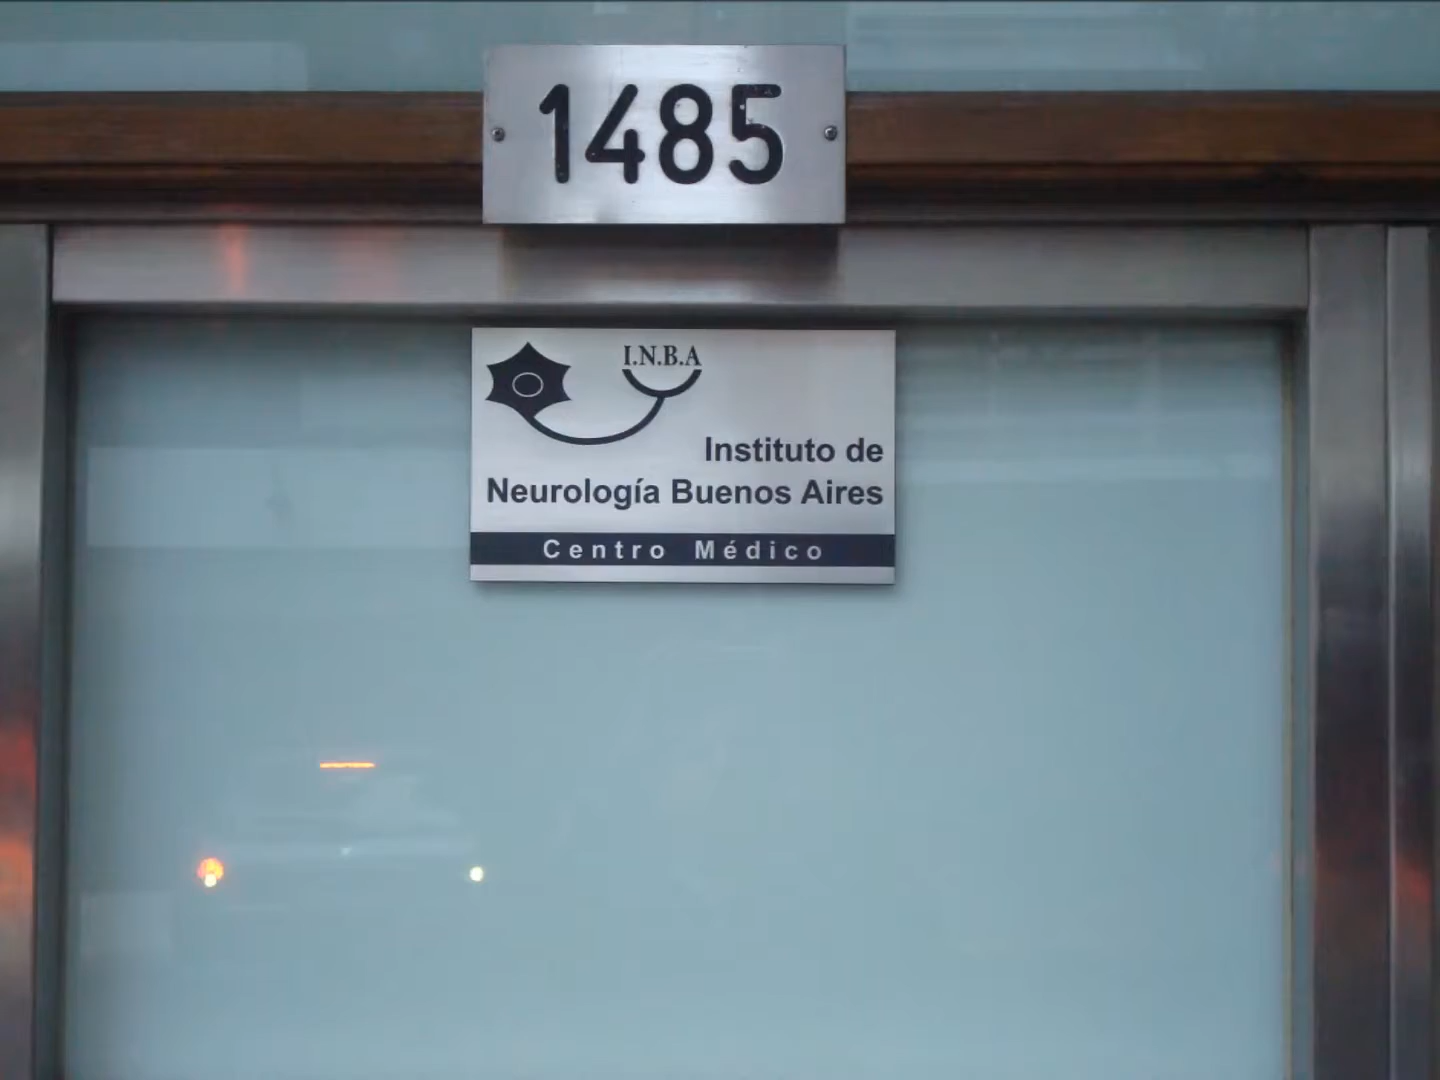 1485
I.N.B.A
Instituto de
Neurología Buenos Aires
Centro Médico